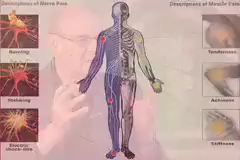 Descriptions of Nerve Pain
Descriptions of Muscle Pain
Burning
Tenderness
Stabbing
Achiness
Electric
shock-like
Stiffness